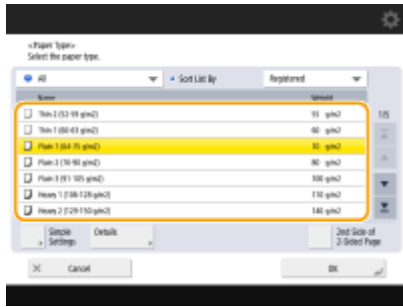 <Paper Type>
Select the paper type.
All
Sort List By
Registered
Name
Weight
Thin 2 (52-59 g/m2)
g/m2
1/5
Thin 1 (60-63 g/m2)
60 g/m2
Plain 1 (64-75 g/m2)
70 g/m2
Plain 2 (76-90 g/m2)
80 g/m2
Plain 3 (91-105 g/m2)
100 g/m2
Heavy 1 (106-128 g/m2)
110 g/m2
Heavy 2 (129-150 g/m2)
140 g/m2
Simple Settings
Details
2nd Side of 2-Sided Page
Cancel
OK